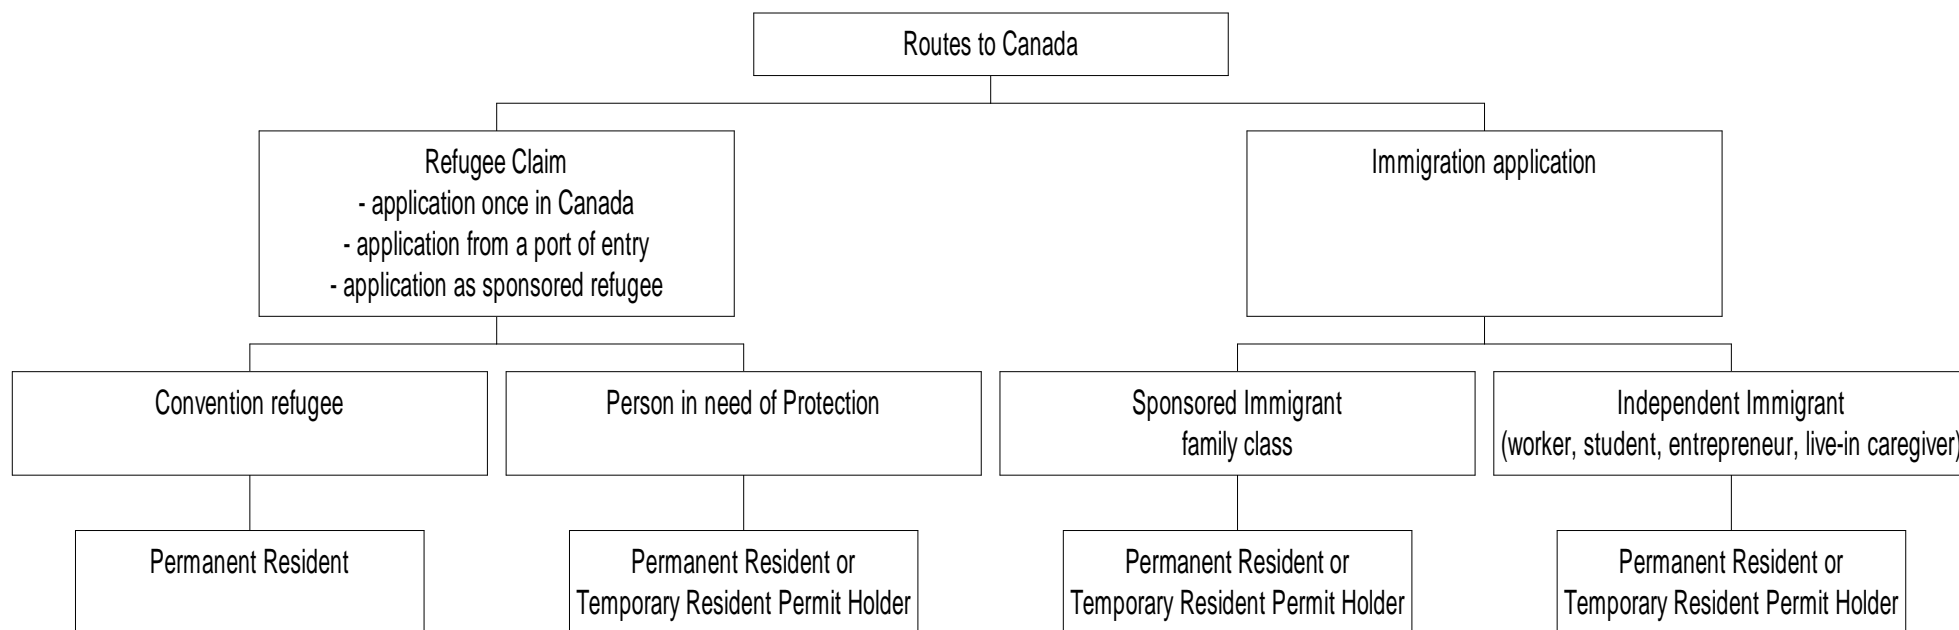 Routes to Canada
Refugee Claim
- application once in Canada
- application from a port of entry
- application as sponsored refugee
Immigration application
Convention refugee
Person in need of Protection
Sponsored Immigrant
family class
Independent Immigrant
(worker, student, entrepreneur, live-in caregiver)
Permanent Resident
Permanent Resident or
Temporary Resident Permit Holder
Permanent Resident or
Temporary Resident Permit Holder
Permanent Resident or
Temporary Resident Permit Holder